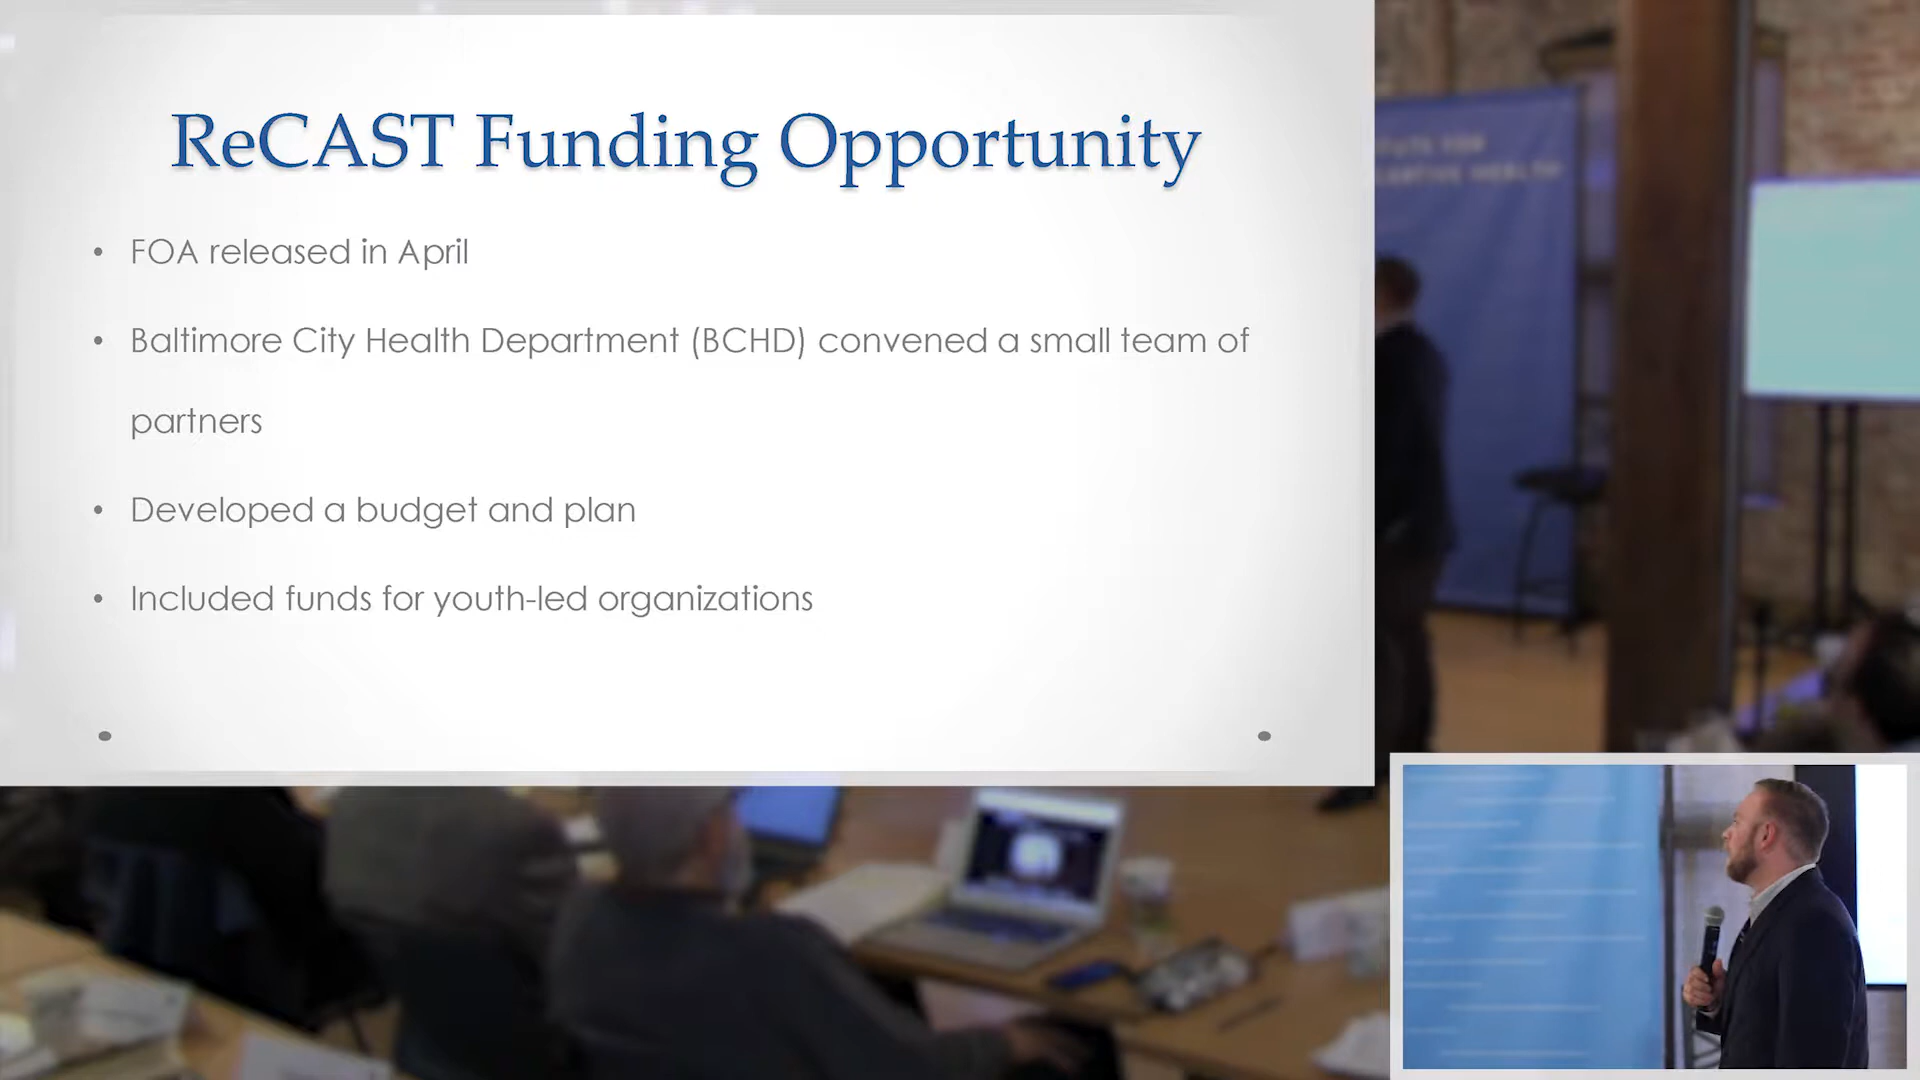 ReCAST Funding Opportunity
• FOA released in April
• Baltimore City Health Department (BCHD) convened a small team of
partners
• Developed a budget and plan
• Included funds for youth-led organizations